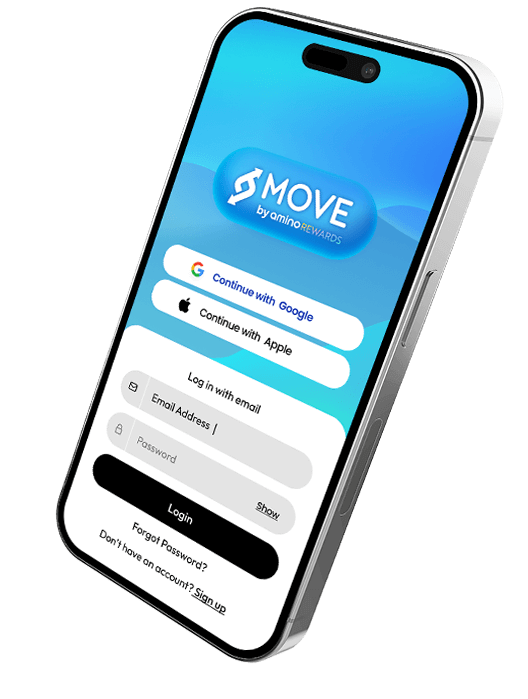 MOVE
by aminoREWARDS
Continue with Google
Continue with Apple
Log in with email
Email Address
Password
Show
Login
Forgot Password?
Don't have an account? Sign up